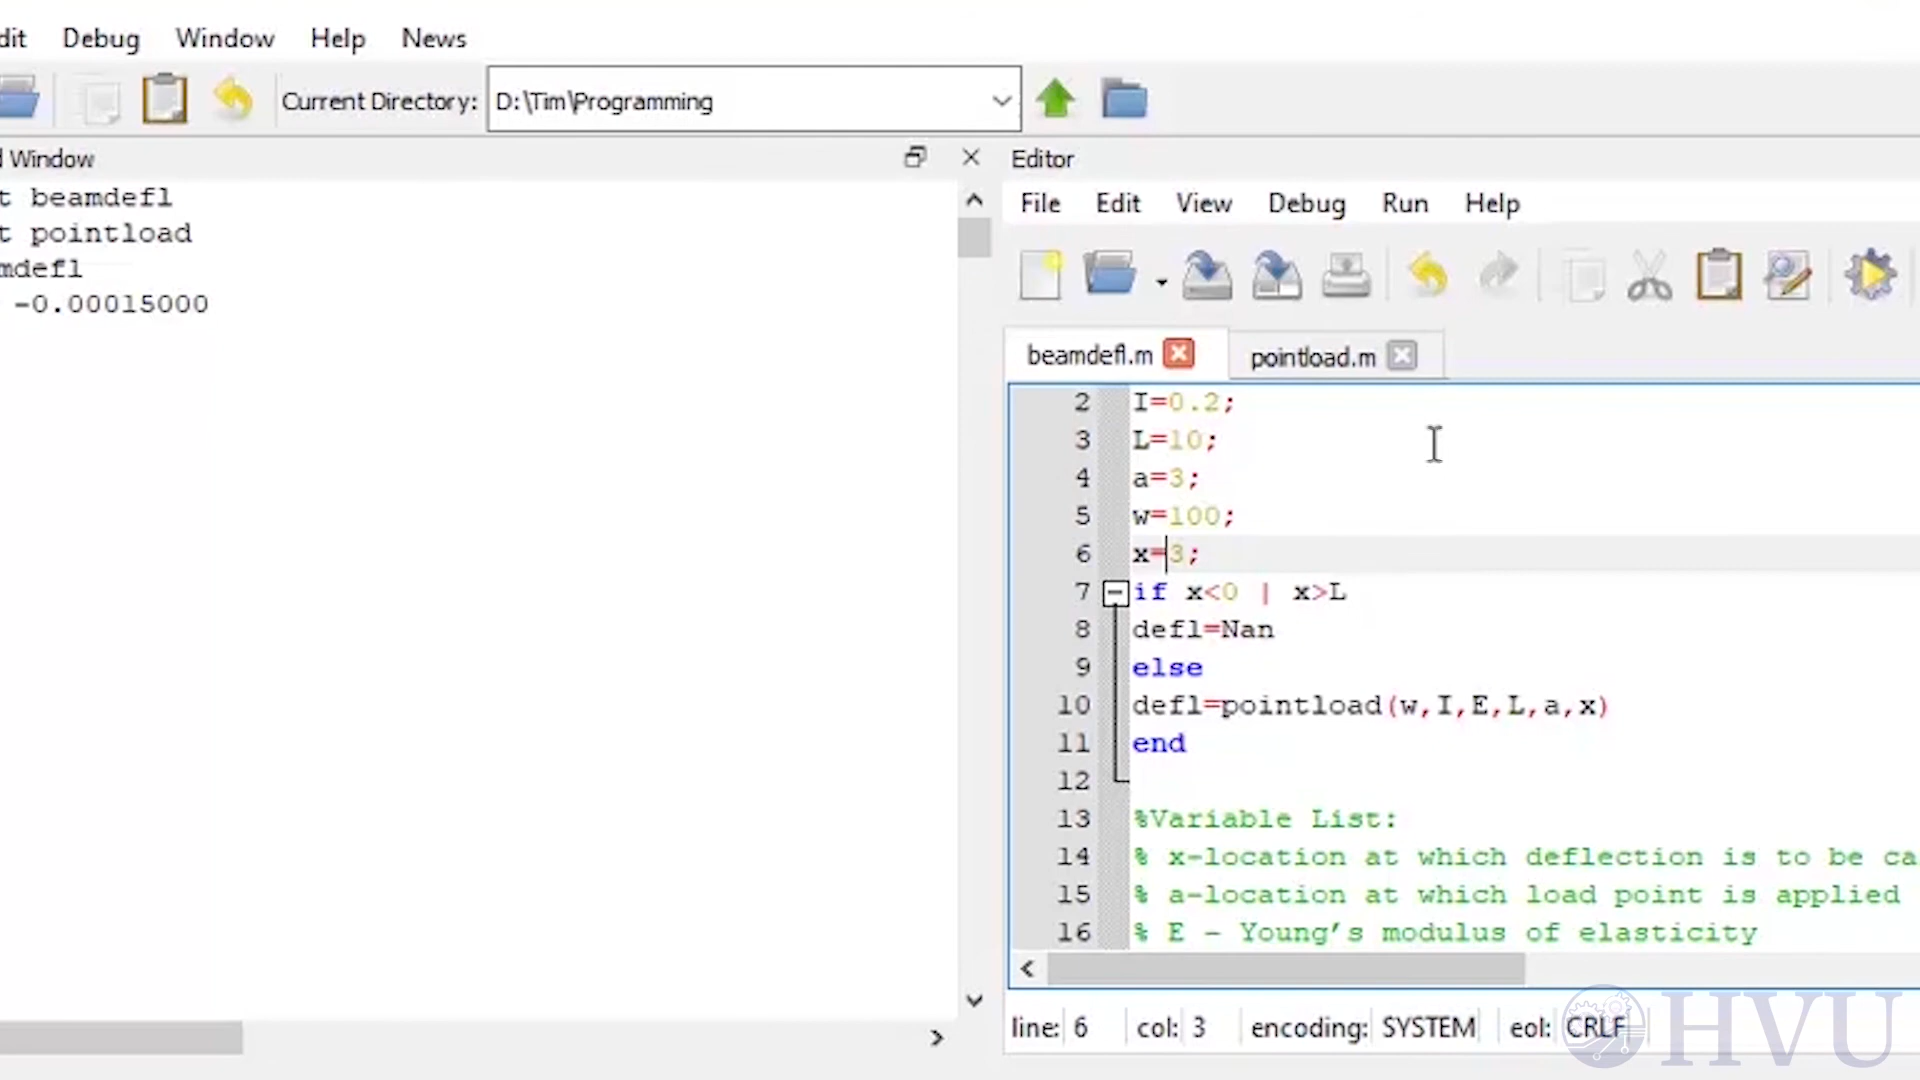 dit Debug Window Help News
Current Directory: D:\Tim\Programming
d Window
t beamdefl
t pointload
mdefl
-0.00015000
Editor
File Edit View Debug Run Help
beamdefl.m pointload.m
2 I=0.2;
3 L=10;
4 a=3;
5 w=100;
6 x=3;
7 if x<0 | x>L
8 defl=Nan
9 else
10 defl=pointload(w,I,E,L,a,x)
11 end
12
13 %Variable List:
14 % x-location at which deflection is to be ca
15 % a-location at which load point is applied
16 % E - Young's modulus of elasticity
line: 6 col: 3 encoding: SYSTEM eol: CRLF
HVU